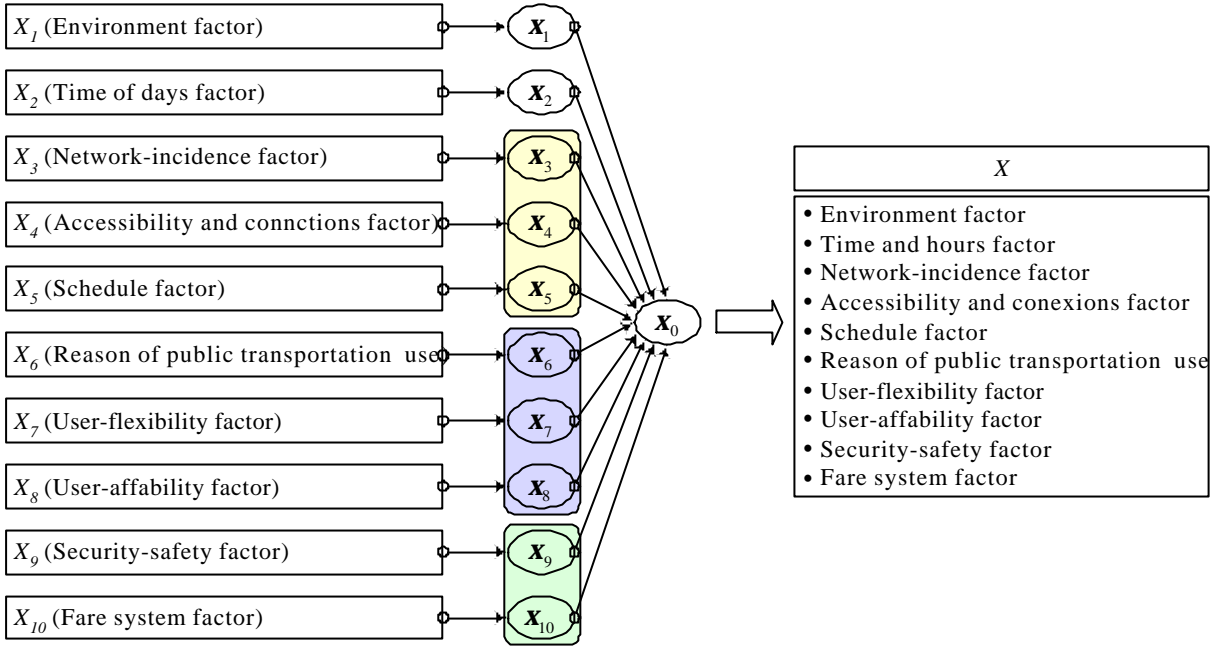 X1 (Environment factor)
X1
X2 (Time of days factor)
X2
X3 (Network-incidence factor)
X3
X4 (Accessibility and connctions factor)
X4
X5 (Schedule factor)
X5
X6 (Reason of public transportation use
X6
X7 (User-flexibility factor)
X7
X8 (User-affability factor)
X8
X9 (Security-safety factor)
X9
X10 (Fare system factor)
X10
X0
X
• Environment factor
• Time and hours factor
• Network-incidence factor
• Accessibility and conexions factor
• Schedule factor
• Reason of public transportation use
• User-flexibility factor
• User-affability factor
• Security-safety factor
• Fare system factor